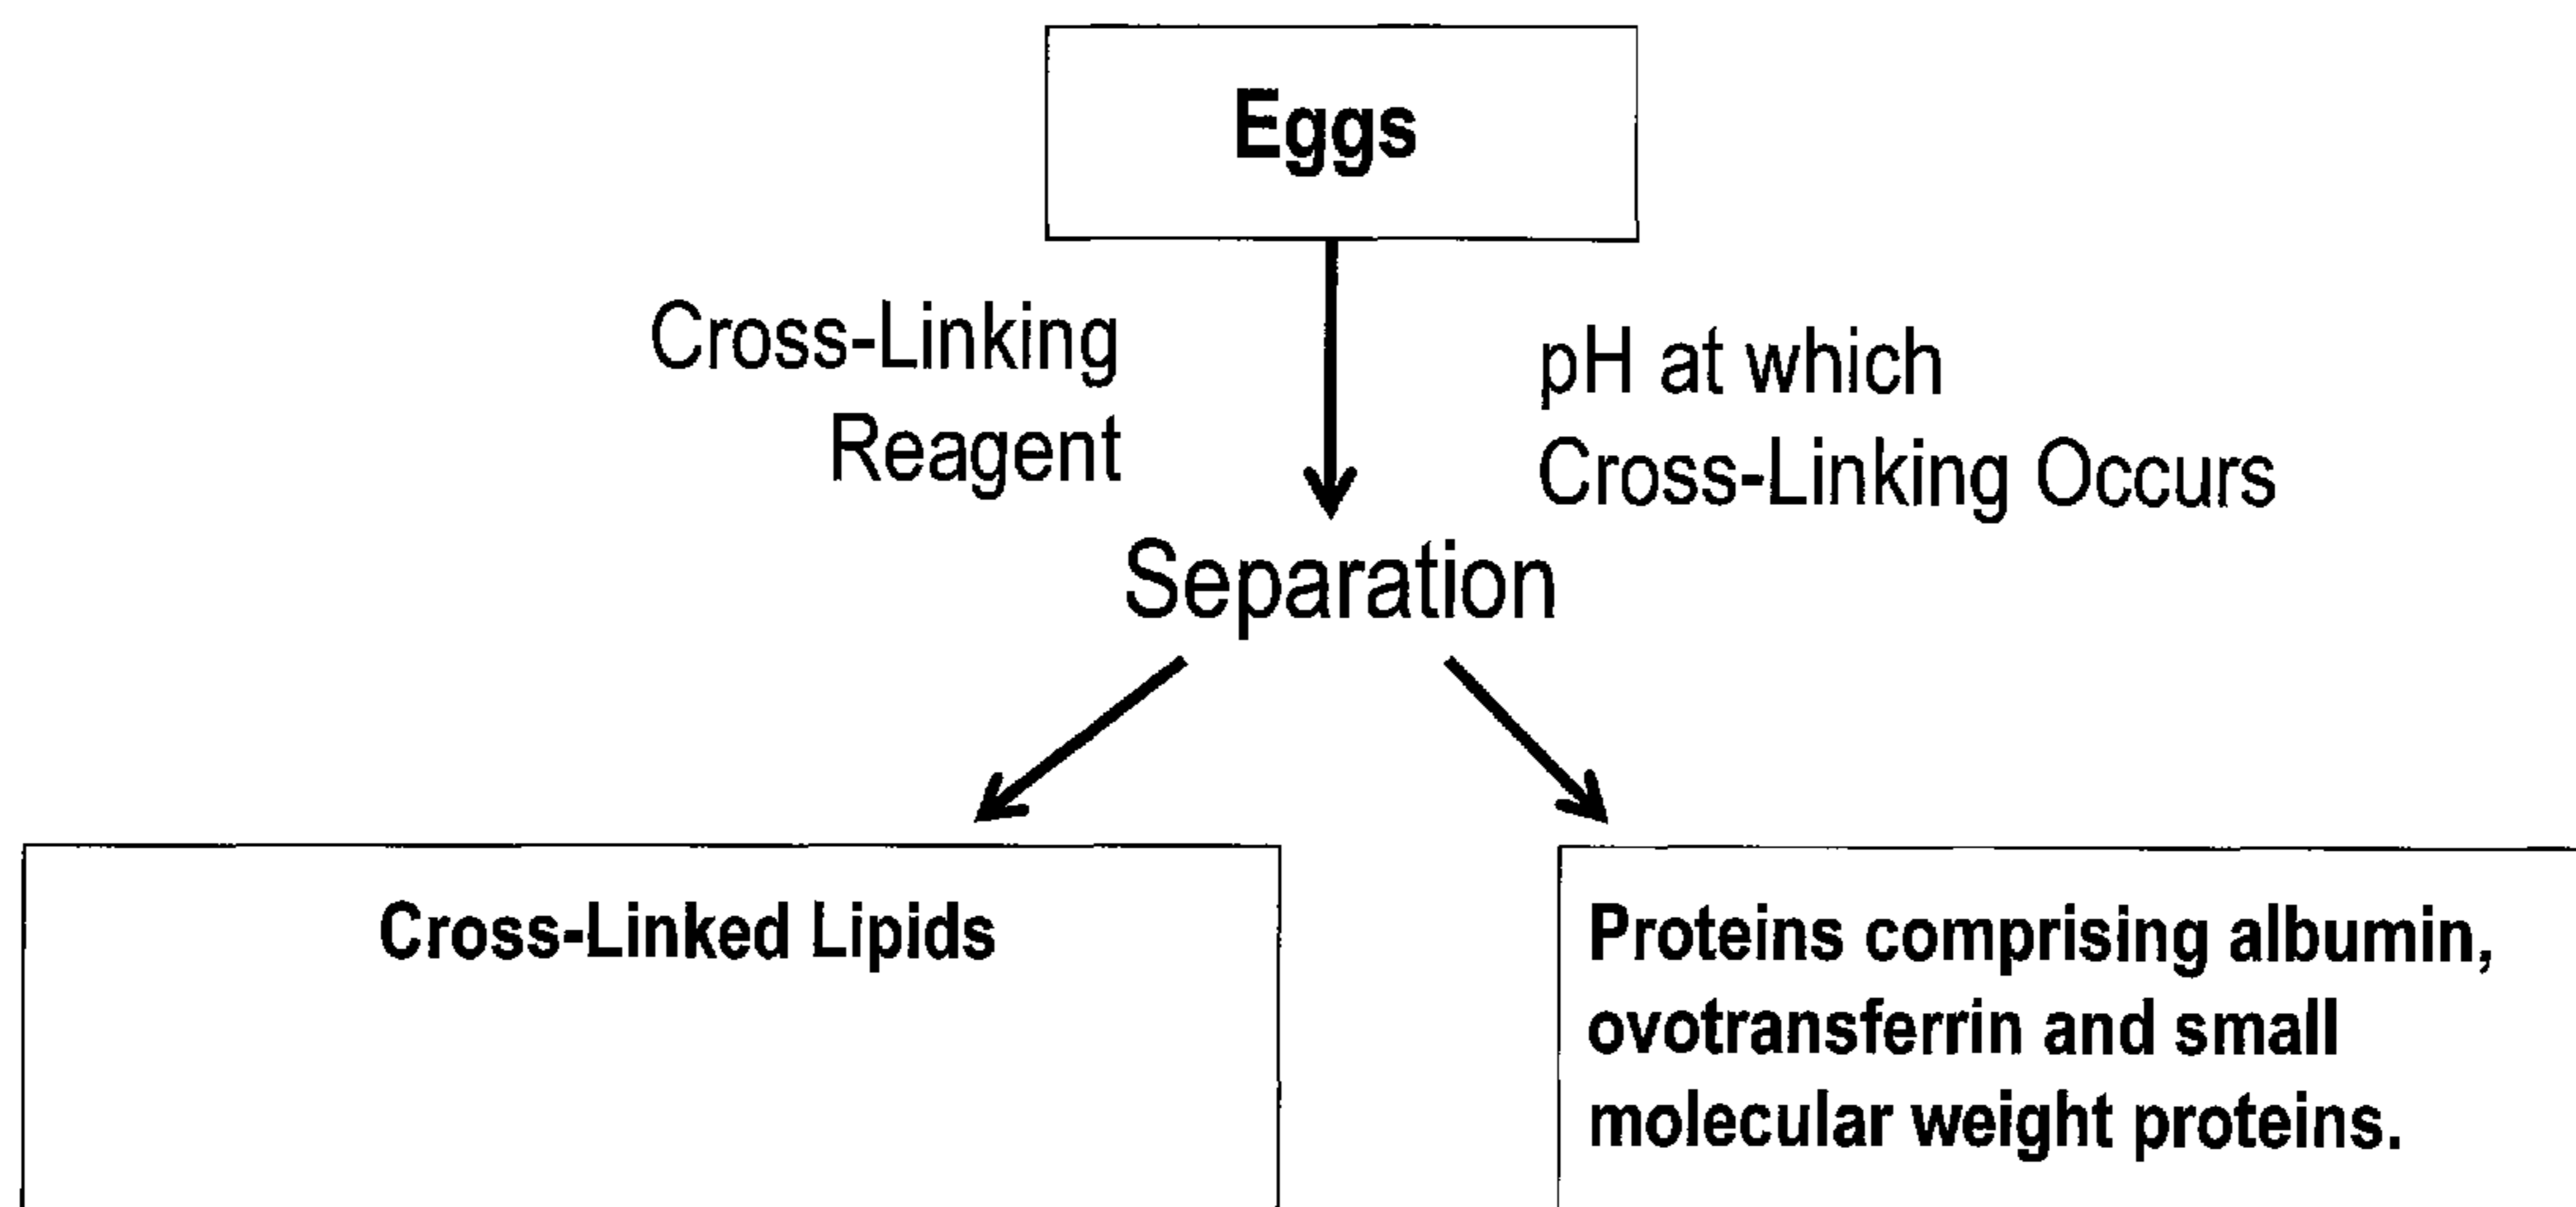 Eggs
Cross-Linking
Reagent
pH at which
Cross-Linking Occurs
Separation
Cross-Linked Lipids
Proteins comprising albumin,
ovotransferrin and small
molecular weight proteins.